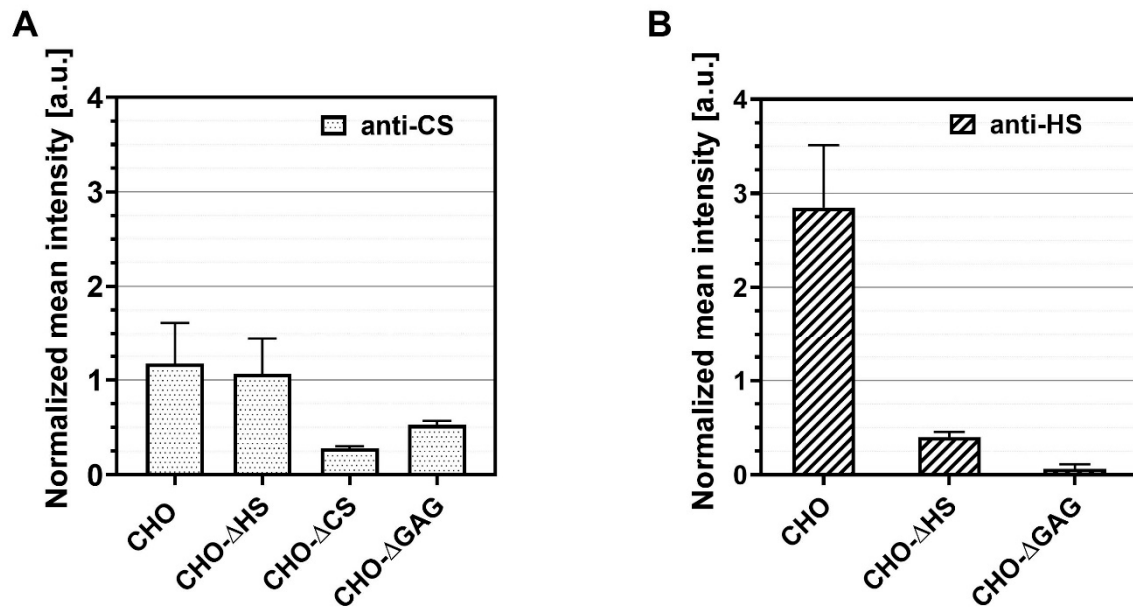 A
Normalized mean intensity [a.u.]
4
3
2
1
0
anti-CS
CHO
CHO-ΔHS
CHO-ΔCS
CHO-ΔGAG
B
Normalized mean intensity [a.u.]
4
3
2
1
0
anti-HS
CHO
CHO-ΔHS
CHO-ΔGAG